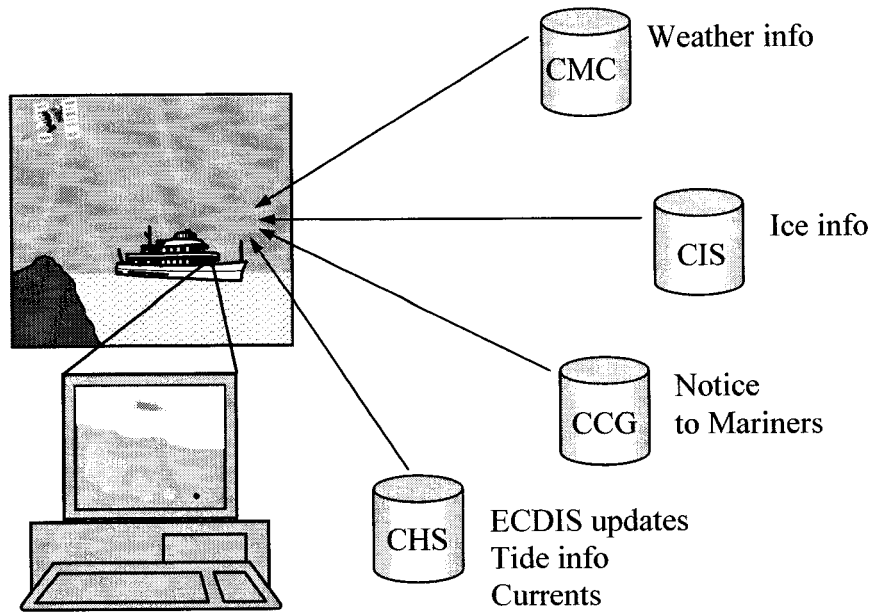 CMC
Weather info
CIS
Ice info
CCG
Notice
to Mariners
CHS
ECDIS updates
Tide info
Currents